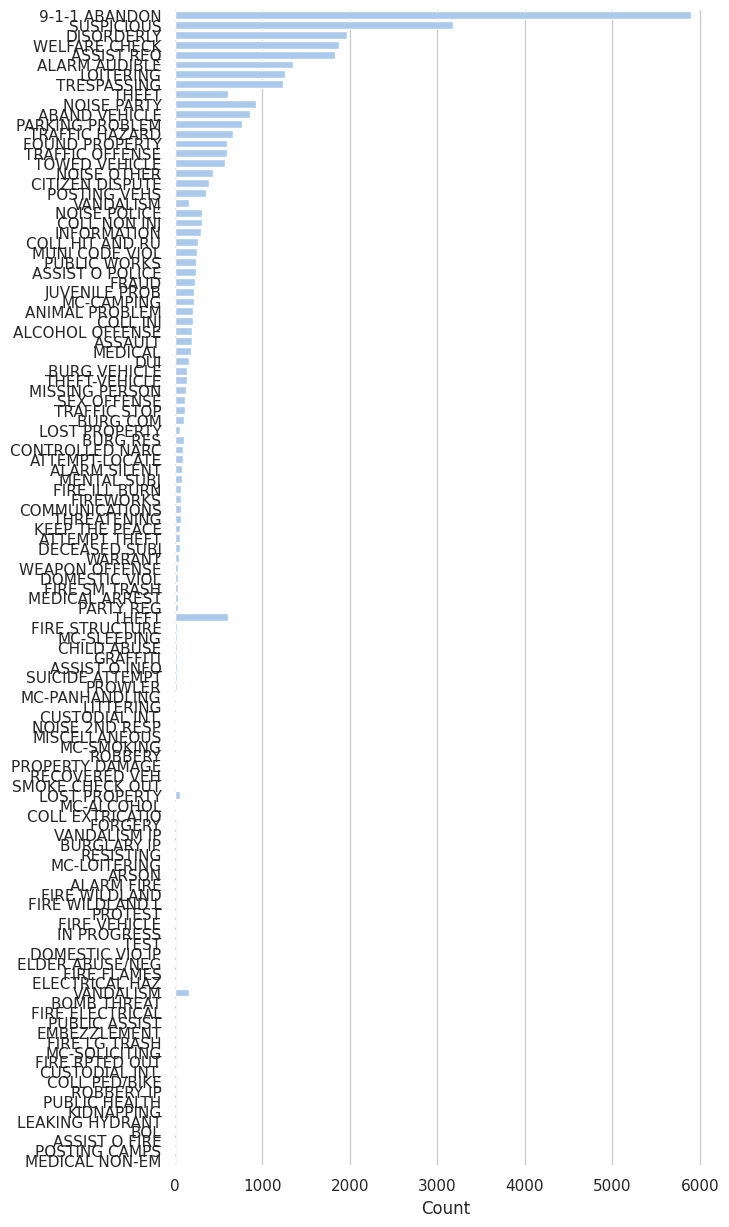 9-1-1 ABANDON
SUSPICIOUS
DISORDERLY
WELFARE CHECK
ASSIST REQ
ALARM AUDIBLE
LOITERING
TRESPASSING
THEFT
NOISE PARTY
ABAND VEHICLE
PARKING PROBLEM
TRAFFIC HAZARD
FOUND PROPERTY
TRAFFIC OFFENSE
TOWED VEHICLE
NOISE OTHER
CITIZEN DISPUTE
POSTING VEHS
VANDALISM
NOISE POLICE
COLL NON INJ
INFORMATION
COLL HIT AND RU
MUNI CODE VIOL
PUBLIC WORKS
ASSIST O POLICE
FRAUD
JUVENILE PROB
MC-CAMPING
ANIMAL PROBLEM
COLL INJ
ALCOHOL OFFENSE
ASSAULT
MEDICAL
DUI
BURG VEHICLE
THEFT-VEHICLE
MISSING PERSON
SEX OFFENSE
TRAFFIC STOP
BURG COM
LOST PROPERTY
BURG RES
CONTROLLED NARC
ATTEMPT-LOCATE
ALARM SILENT
MENTAL SUBJ
FIRE ILL BURN
FIREWORKS
COMMUNICATIONS
THREATENING
KEEP THE PEACE
ATTEMPT THEFT
DECEASED SUBJ
WARRANT
WEAPON OFFENSE
DOMESTIC VIOL
FIRE SM TRASH
MEDICAL ARREST
PARTY REG
THEFT
FIRE STRUCTURE
MC-SLEEPING
CHILD ABUSE
GRAFFITI
ASSIST O INFO
SUICIDE ATTEMPT
PROWLER
MC-PANHANDLING
LITTERING
CUSTODIAL INT.
NOISE 2ND RESP
MISCELLANEOUS
MC-SMOKING
ROBBERY
PROPERTY DAMAGE
RECOVERED VEH
SMOKE CHECK OUT
LOST PROPERTY
MC-ALCOHOL
COLL EXTRICATIO
FORGERY
VANDALISM IP
BURGLARY IP
RESISTING
MC-LOITERING
ARSON
ALARM FIRE
FIRE WILDLAND
FIRE WILDLAND L
PROTEST
FIRE VEHICLE
IN PROGRESS
TEST
DOMESTIC VIO IP
ELDER ABUSE/NEG
FIRE FLAMES
ELECTRICAL HAZ
VANDALISM
BOMB THREAT
FIRE ELECTRICAL
PUBLIC ASSIST
EMBEZZLEMENT
FIRE LG TRASH
MC-SOLICITING
FIRE RPTED OUT
CUSTODIAL INT.
COLL PED/BIKE
ROBBERY IP
PUBLIC HEALTH
KIDNAPPING
LEAKING HYDRANT
BOL
ASSIST O FIRE
POSTING CAMPS
MEDICAL NON-EM
0 1000 2000 3000 4000 5000 6000
Count